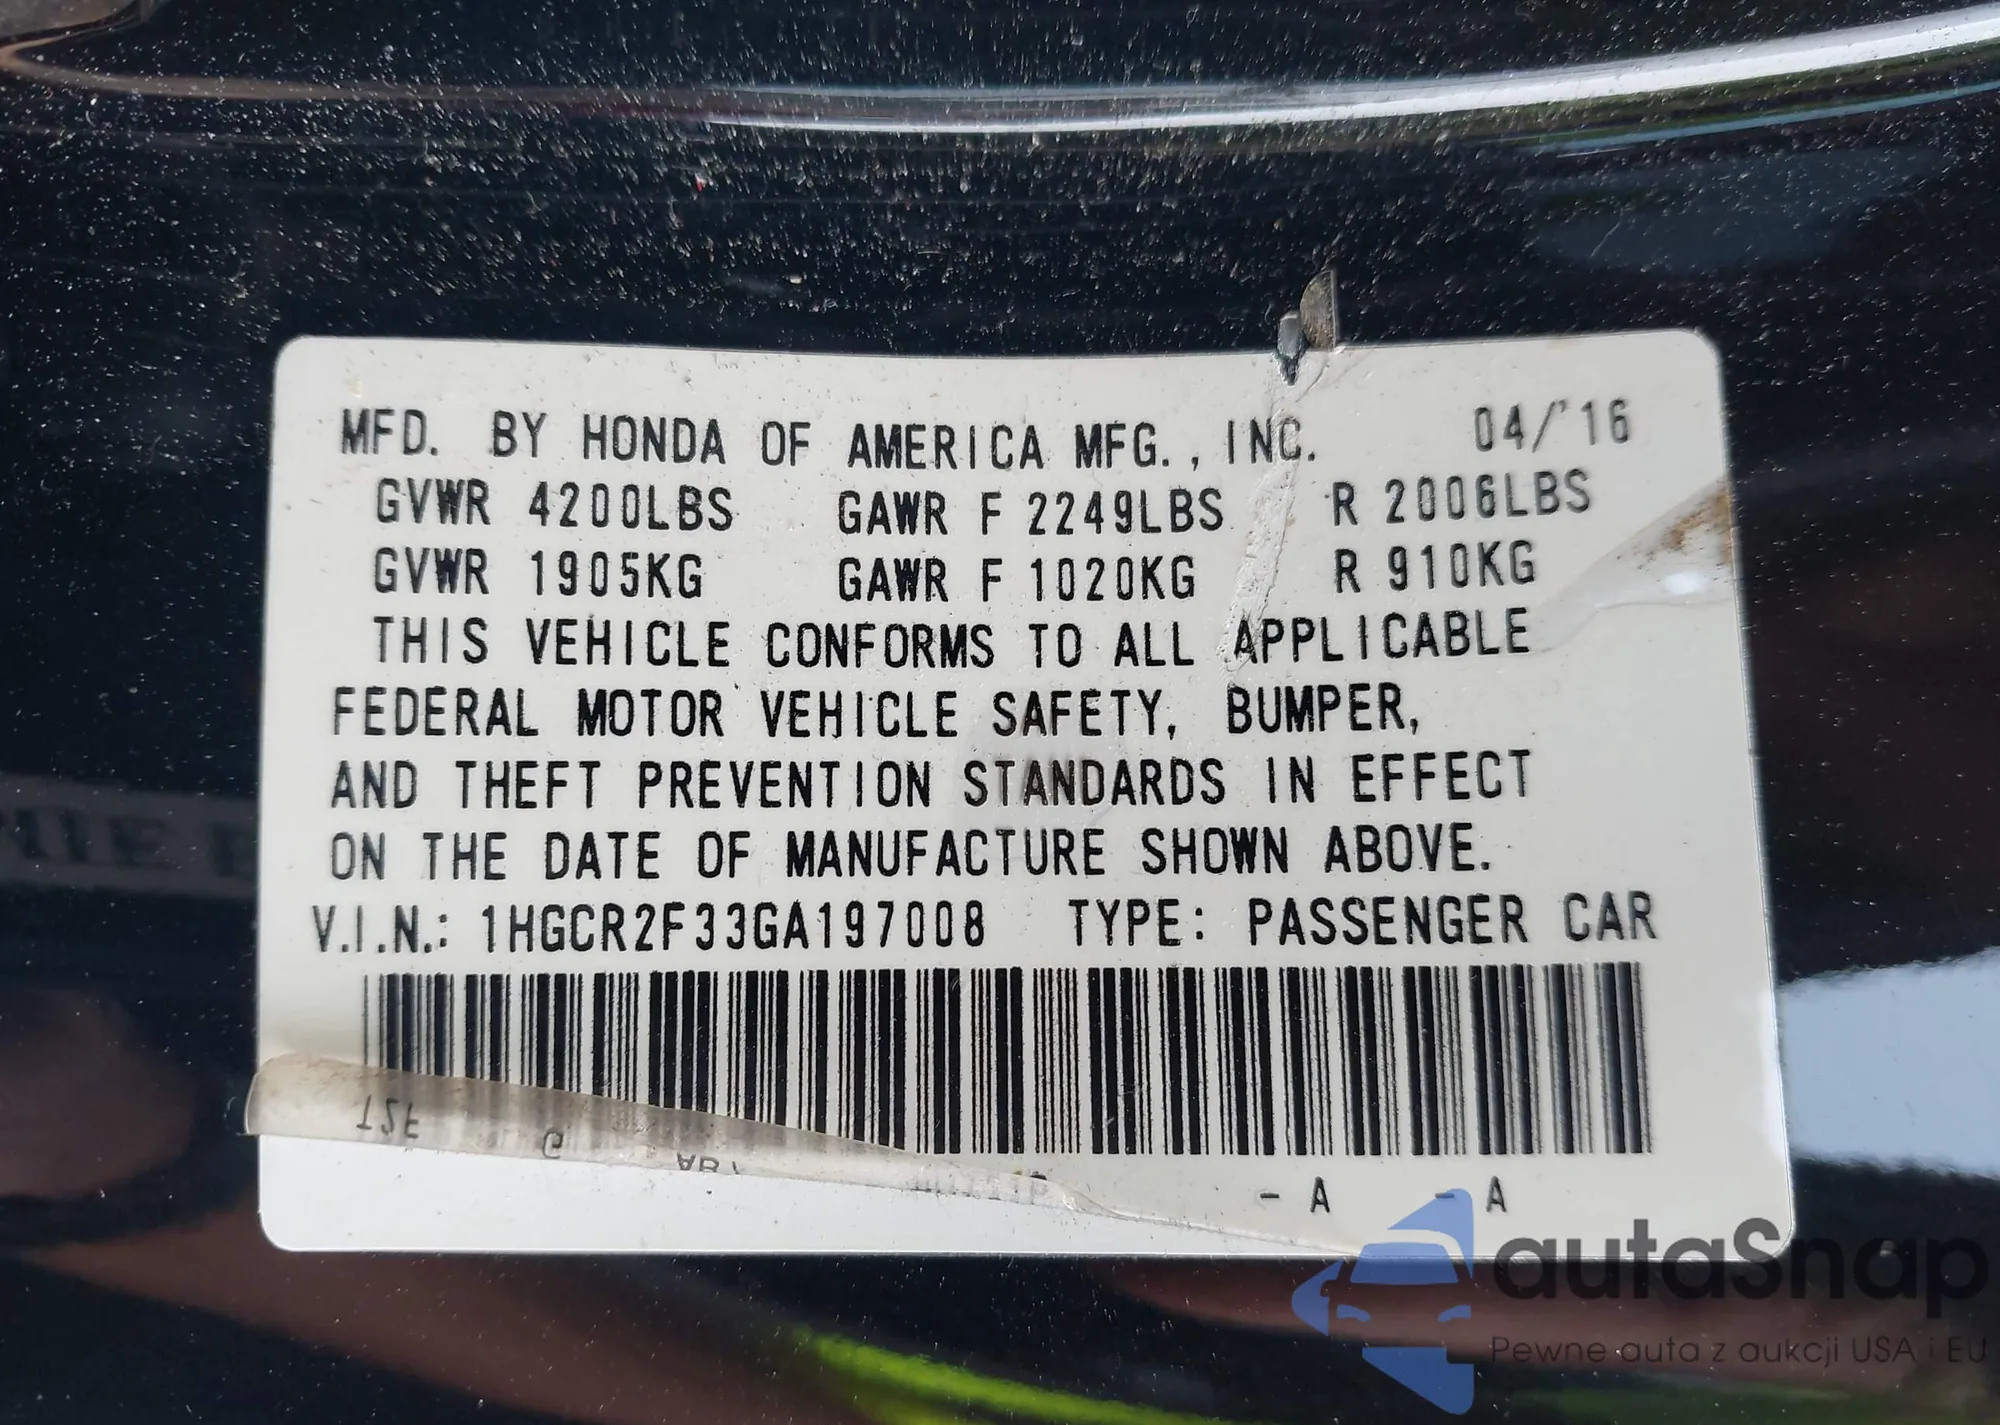 MFD. BY HONDA OF AMERICA MFG., INC. 04/'16
GVWR 4200LBS GAWR F 2249LBS R 2006LBS
GVWR 1905KG GAWR F 1020KG R 910KG
THIS VEHICLE CONFORMS TO ALL APPLICABLE
FEDERAL MOTOR VEHICLE SAFETY, BUMPER,
AND THEFT PREVENTION STANDARDS IN EFFECT
ON THE DATE OF MANUFACTURE SHOWN ABOVE.
V.I.N.: 1HGCR2F33GA197008 TYPE: PASSENGER CAR
- A - A
autaSnap
Pewne auta z aukcji USA i EU